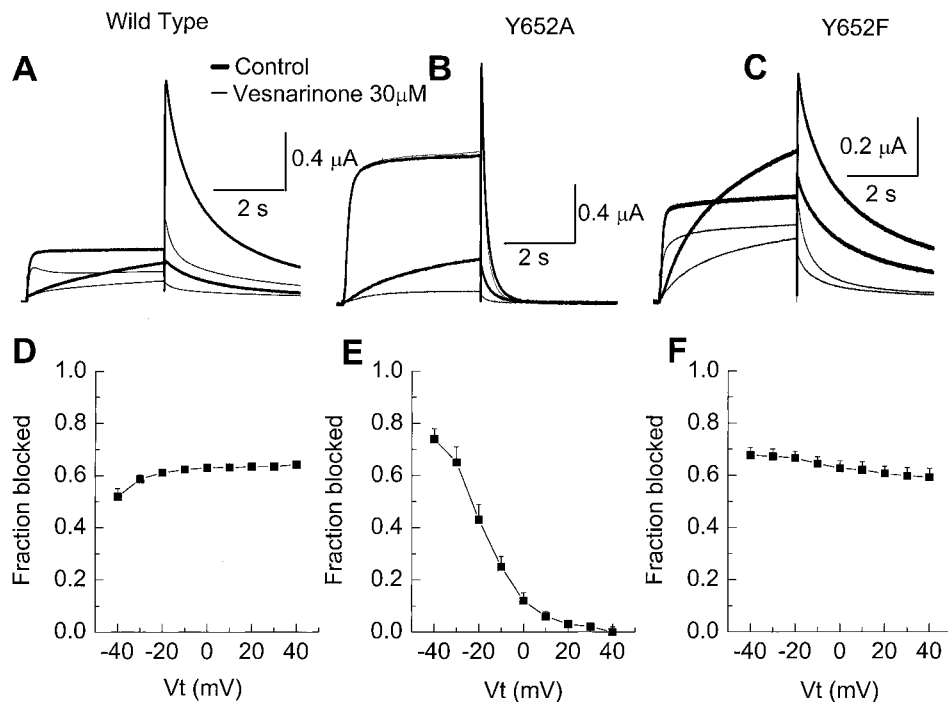 Wild Type
Y652A
Y652F
A
B
C
Control
Vesnarinone 30μM
0.4 μA
2 s
0.4 μA
2 s
0.2 μA
2 s
D
E
F
Fraction blocked
1.0
0.8
0.6
0.4
0.2
0.0
-40 -20 0 20 40
Vt (mV)
Fraction blocked
1.0
0.8
0.6
0.4
0.2
0.0
-40 -20 0 20 40
Vt (mV)
Fraction blocked
1.0
0.8
0.6
0.4
0.2
0.0
-40 -20 0 20 40
Vt (mV)